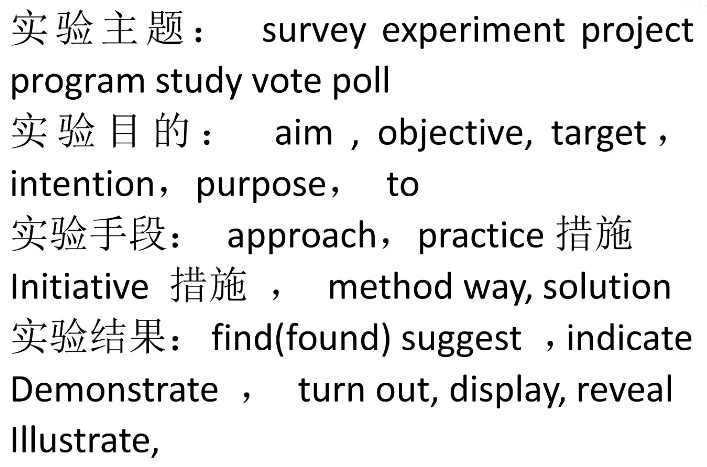 实验主题： survey experiment project
program study vote poll
实验目的： aim , objective, target，
intention，purpose， to
实验手段： approach，practice 措施
Initiative 措施 ， method way, solution
实验结果：find(found) suggest ，indicate
Demonstrate ， turn out, display, reveal
Illustrate,